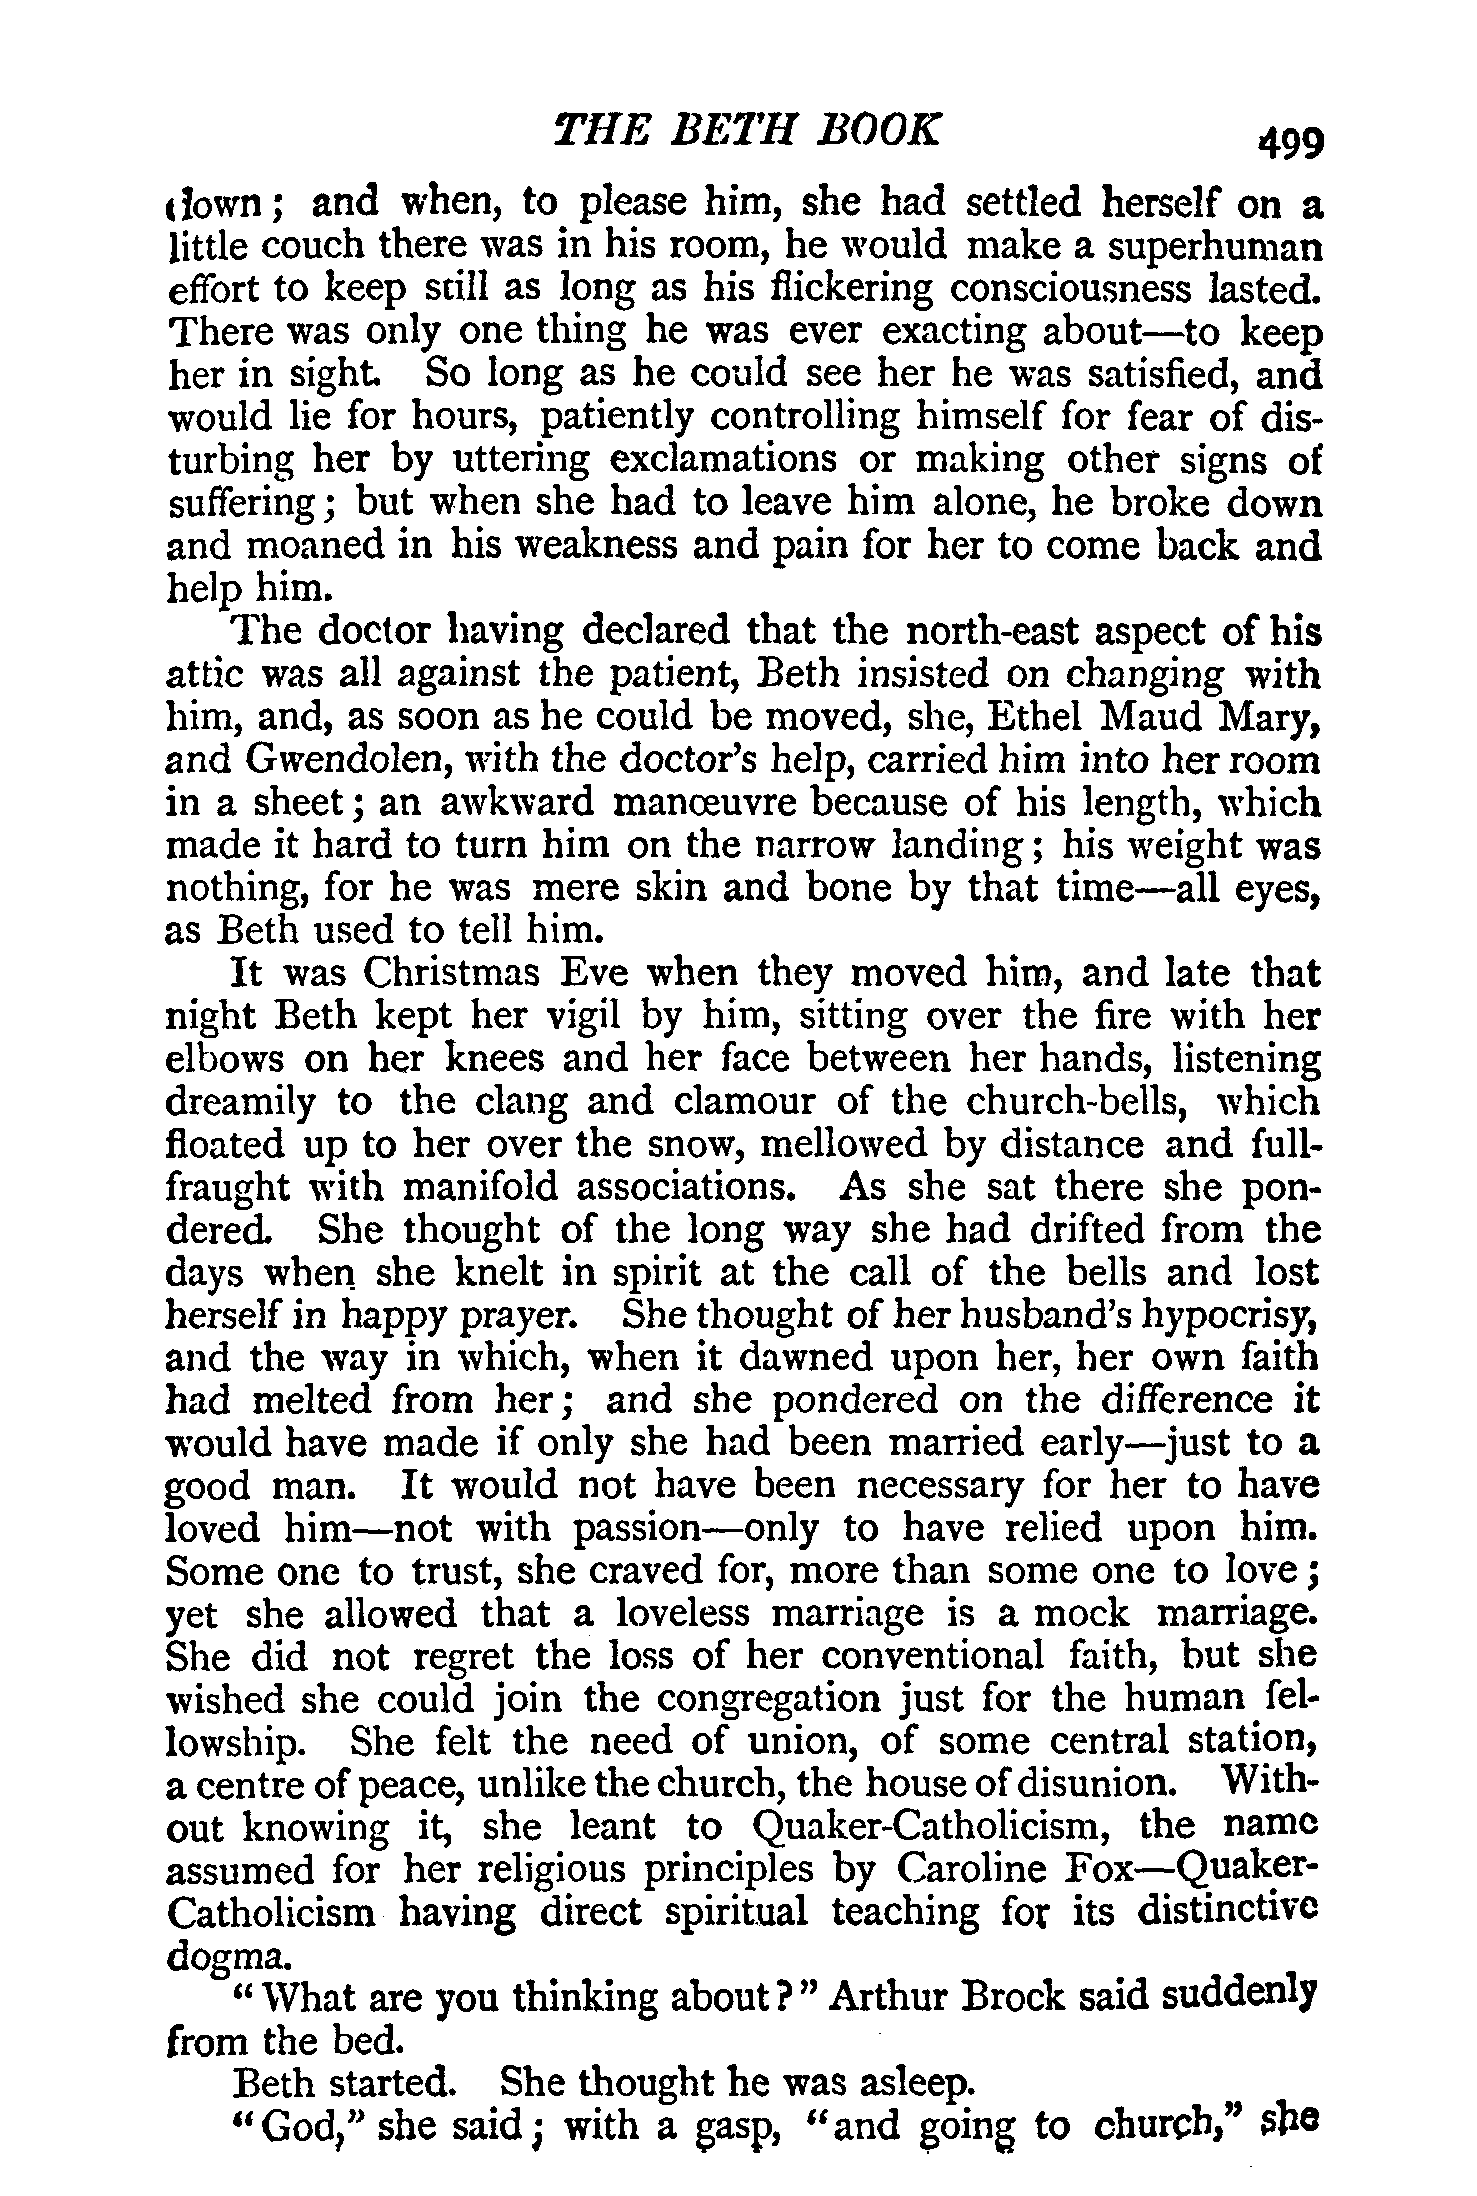 THE BETH BOOK 499
down; and when, to please him, she had settled herself on a
little couch there was in his room, he would make a superhuman
effort to keep still as long as his flickering consciousness lasted.
There was only one thing he was ever exacting about—to keep
her in sight. So long as he could see her he was satisfied, and
would lie for hours, patiently controlling himself for fear of dis-
turbing her by uttering exclamations or making other signs of
suffering; but when she had to leave him alone, he broke down
and moaned in his weakness and pain for her to come back and
help him.
The doctor having declared that the north-east aspect of his
attic was all against the patient, Beth insisted on changing with
him, and, as soon as he could be moved, she, Ethel Maud Mary,
and Gwendolen, with the doctor's help, carried him into her room
in a sheet; an awkward manœuvre because of his length, which
made it hard to turn him on the narrow landing; his weight was
nothing, for he was mere skin and bone by that time—all eyes,
as Beth used to tell him.
It was Christmas Eve when they moved him, and late that
night Beth kept her vigil by him, sitting over the fire with her
elbows on her knees and her face between her hands, listening
dreamily to the clang and clamour of the church-bells, which
floated up to her over the snow, mellowed by distance and full-
fraught with manifold associations. As she sat there she pon-
dered. She thought of the long way she had drifted from the
days when she knelt in spirit at the call of the bells and lost
herself in happy prayer. She thought of her husband's hypocrisy,
and the way in which, when it dawned upon her, her own faith
had melted from her; and she pondered on the difference it
would have made if only she had been married early—just to a
good man. It would not have been necessary for her to have
loved him—not with passion—only to have relied upon him.
Some one to trust, she craved for, more than some one to love;
yet she allowed that a loveless marriage is a mock marriage.
She did not regret the loss of her conventional faith, but she
wished she could join the congregation just for the human fel-
lowship. She felt the need of union, of some central station,
a centre of peace, unlike the church, the house of disunion. With-
out knowing it, she leant to Quaker-Catholicism, the name
assumed for her religious principles by Caroline Fox—Quaker-
Catholicism having direct spiritual teaching for its distinctive
dogma.
"What are you thinking about?" Arthur Brock said suddenly
from the bed.
Beth started. She thought he was asleep.
"God," she said; with a gasp, "and going to church," she